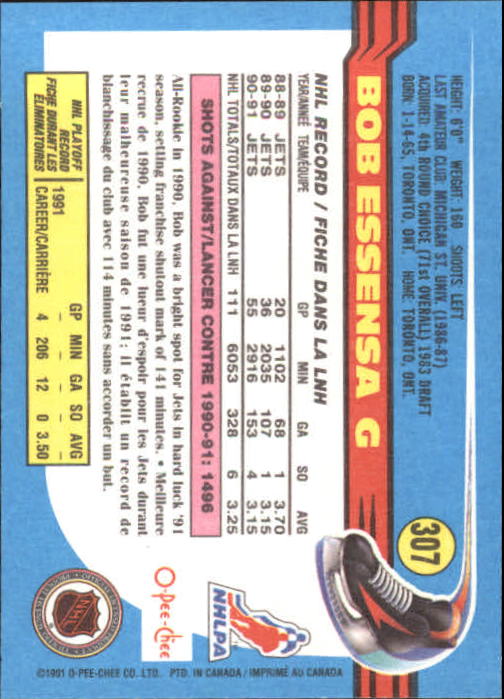 307
BOB ESSENSA G
HEIGHT: 6'0" WEIGHT: 160 SHOOTS: LEFT
LAST AMATEUR CLUB: MICHIGAN ST. UNIV. (1986-87)
ACQUIRED: 4th ROUND CHOICE (71st OVERALL) 1983 DRAFT
BORN: 1-14-65, TORONTO, ONT. HOME: TORONTO, ONT.
NHL RECORD / FICHE DANS LA LNH
YEAR/ANNÉE TEAM/ÉQUIPE GP MIN GA SO AVG
88-89 JETS 20 1102 68 1 3.70
89-90 JETS 36 2035 107 1 3.15
90-91 JETS 55 2916 153 4 3.15
NHL TOTALS/TOTAUX DANS LA LNH 111 6053 328 6 3.25
SHOTS AGAINST/LANCER CONTRE 1990-91: 1496
All-Rookie in 1990, Bob was a bright spot for Jets in hard luck '91
season, setting franchise shutout mark of 141 minutes. • Meilleure
recrue de 1990, Bob fut une lueur d'espoir pour les Jets durant
leur malheureuse saison de 1991; il établit un record de
blanchissage du club avec 114 minutes sans accorder un but.
NHL PLAYOFF
RECORD
FICHE DURANT LES
ÉLIMINATOIRES
GP MIN GA SO AVG
1991 – – – – –
CAREER/CARRIÈRE 4 206 12 0 3.50
NHLPA
O-pee-chee
NHL
©1991 O-PEE-CHEE CO. LTD. PTD. IN CANADA / IMPRIMÉ AU CANADA